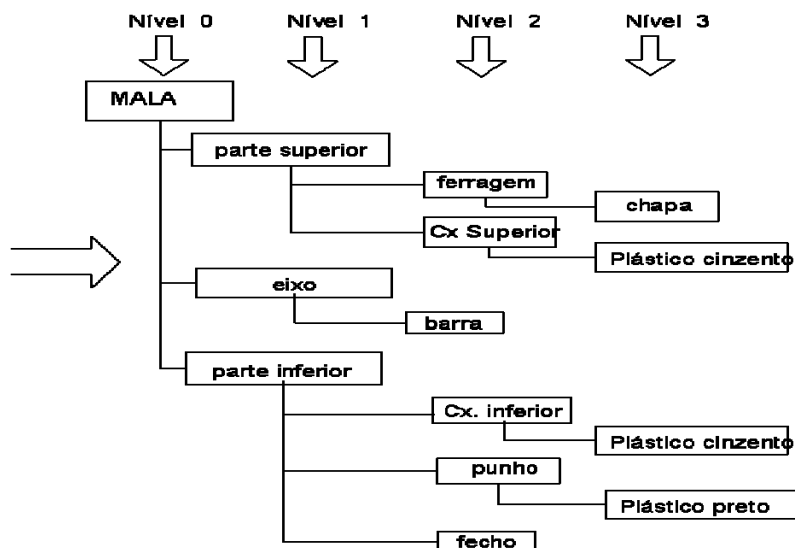 Nível 0 Nível 1 Nível 2 Nível 3
MALA
parte superior
ferragem
chapa
Cx Superior
Plástico cinzento
eixo
barra
parte inferior
Cx. inferior
Plástico cinzento
punho
Plástico preto
fecho